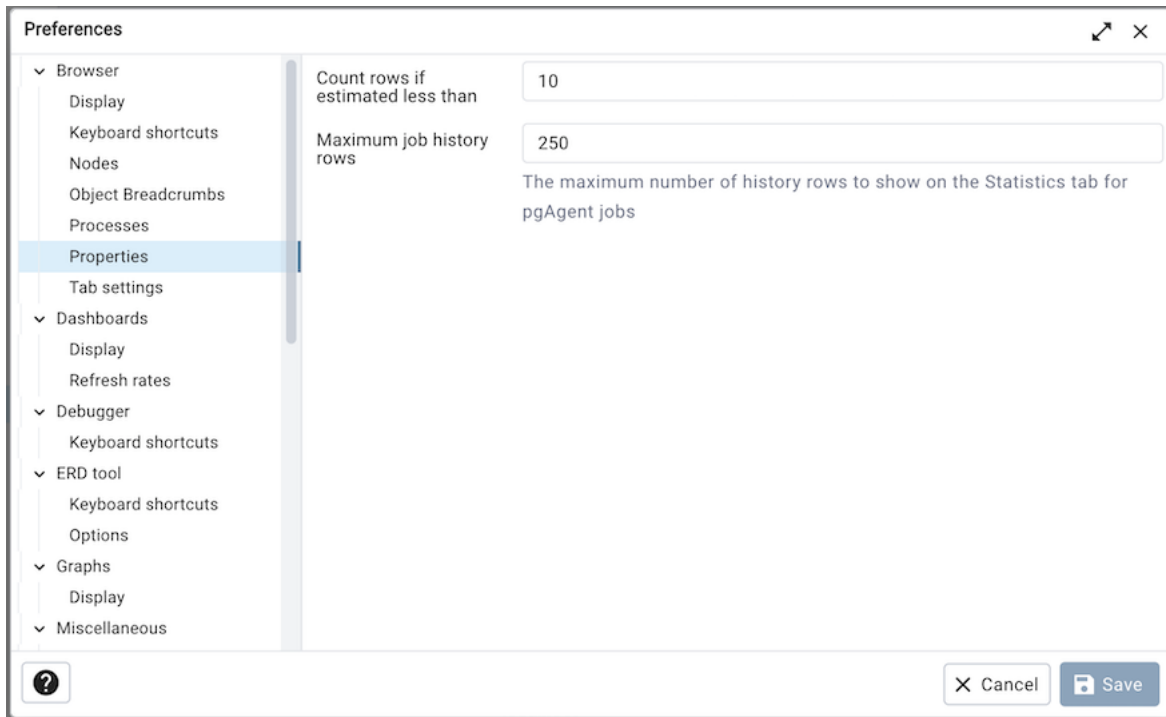 Preferences
Browser
Display
Keyboard shortcuts
Nodes
Object Breadcrumbs
Processes
Properties
Tab settings
Dashboards
Display
Refresh rates
Debugger
Keyboard shortcuts
ERD tool
Keyboard shortcuts
Options
Graphs
Display
Miscellaneous
Count rows if
estimated less than
10
Maximum job history
rows
250
The maximum number of history rows to show on the Statistics tab for
pgAgent jobs
Cancel
Save